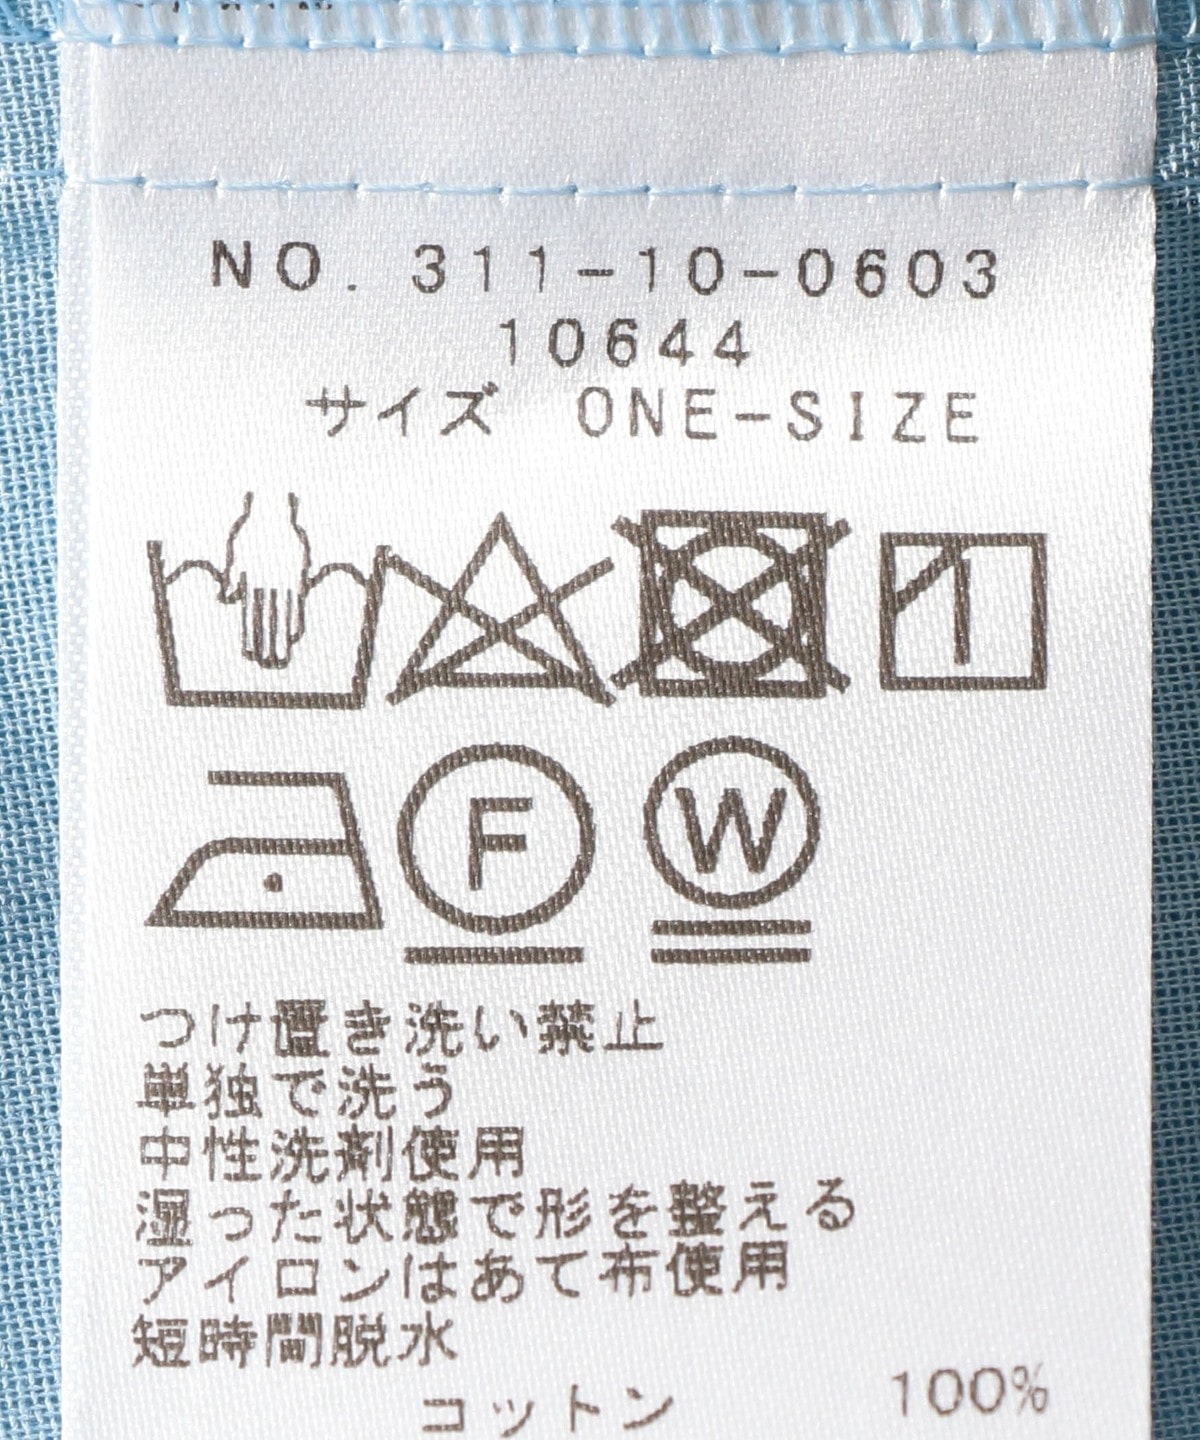 NO. 311-10-0603
10644
サイズ ONE-SIZE
F W
つけ置き洗い禁止
単独で洗う
中性洗剤使用
湿った状態で形を整える
アイロンはあて布使用
短時間脱水
コットン 100%